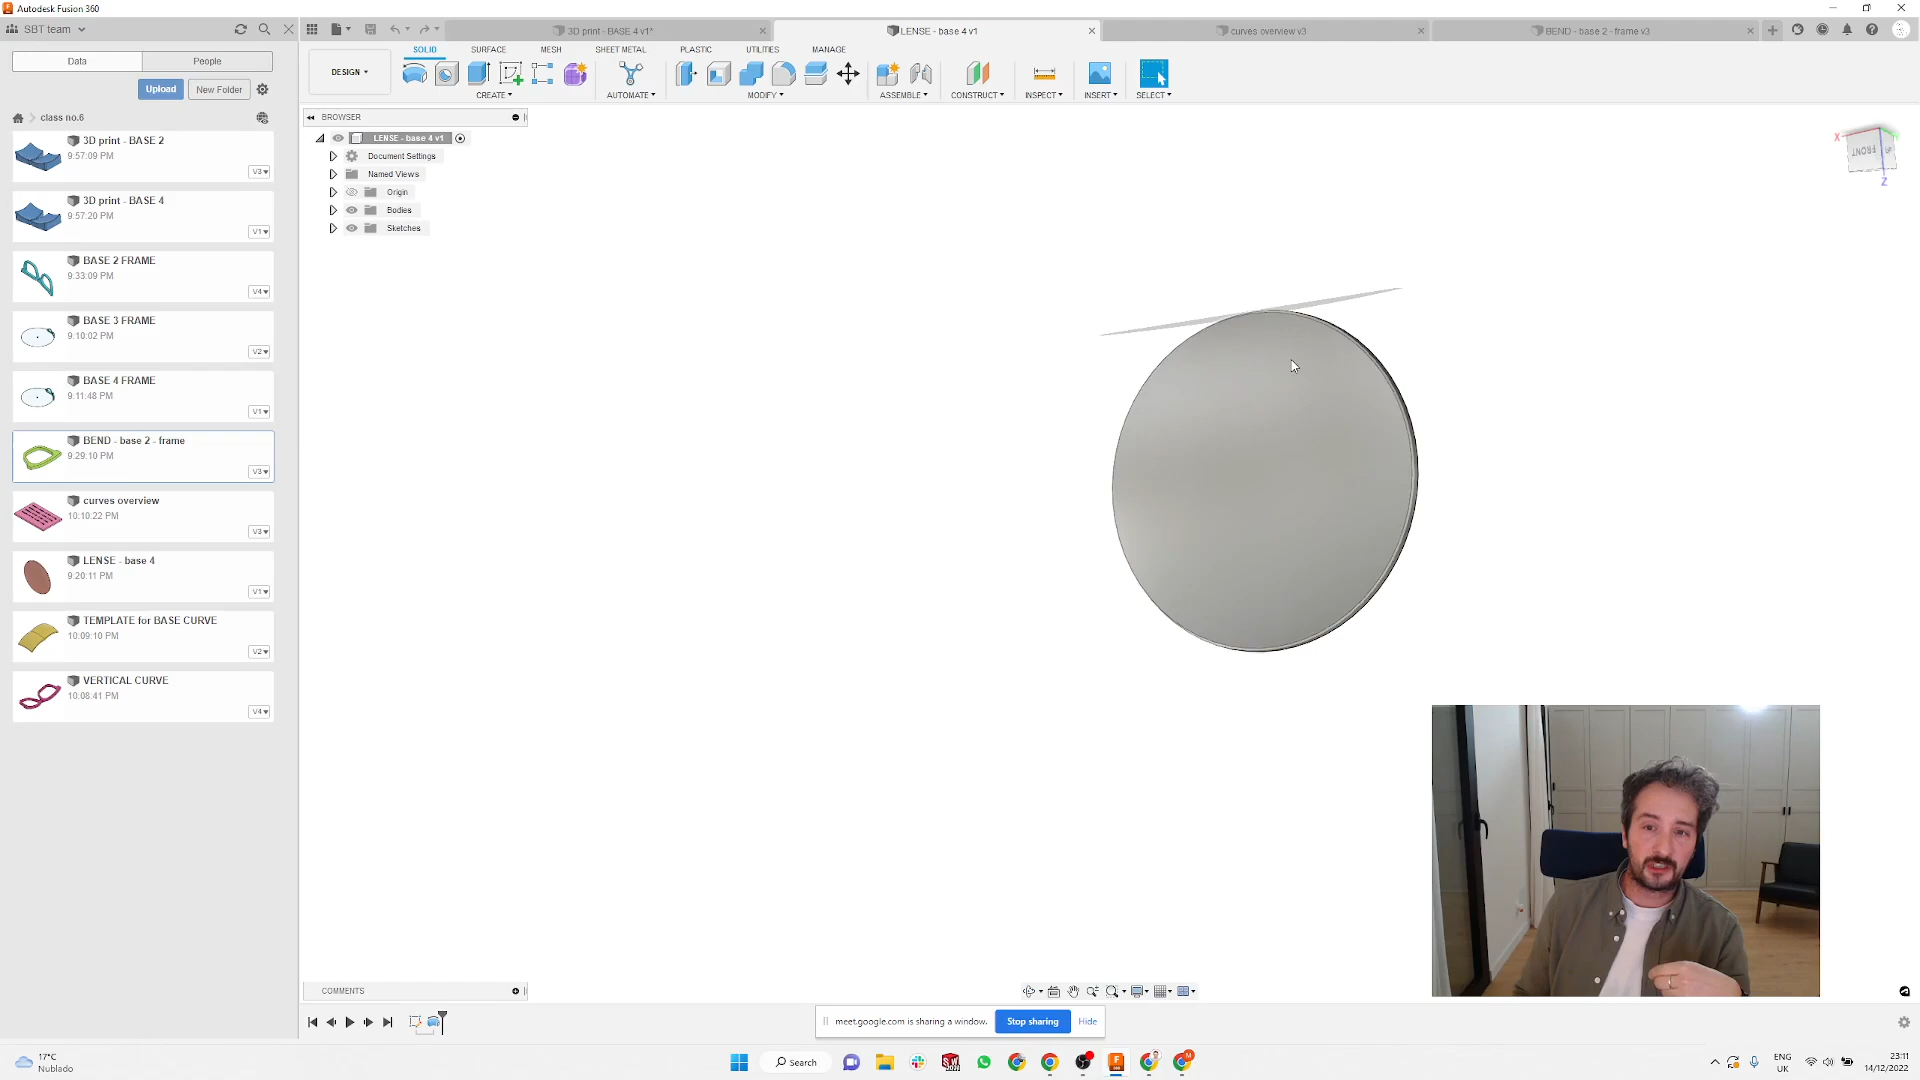 Autodesk Fusion 360
SBT team
3D print - BASE 4 v1*
LENSE - base 4 v1
curves overview v3
BEND - base 2 - frame v3
Data
People
Upload
New Folder
class no.6
3D print - BASE 2
9:57:09 PM
V3
3D print - BASE 4
9:57:20 PM
V1
BASE 2 FRAME
9:33:09 PM
V4
BASE 3 FRAME
9:10:02 PM
V2
BASE 4 FRAME
9:11:48 PM
V1
BEND - base 2 - frame
9:29:10 PM
V3
curves overview
10:10:22 PM
V3
LENSE - base 4
9:20:11 PM
V1
TEMPLATE for BASE CURVE
10:09:10 PM
V2
VERTICAL CURVE
10:08:41 PM
V4
DESIGN
SOLID
SURFACE
MESH
SHEET METAL
PLASTIC
UTILITIES
MANAGE
CREATE
AUTOMATE
MODIFY
ASSEMBLE
CONSTRUCT
INSPECT
INSERT
SELECT
BROWSER
LENSE - base 4 v1
Document Settings
Named Views
Origin
Bodies
Sketches
X
FRONT
Z
COMMENTS
meet.google.com is sharing a window.
Stop sharing
Hide
17°C
Nublado
Search
ENG
UK
23:11
14/12/2022